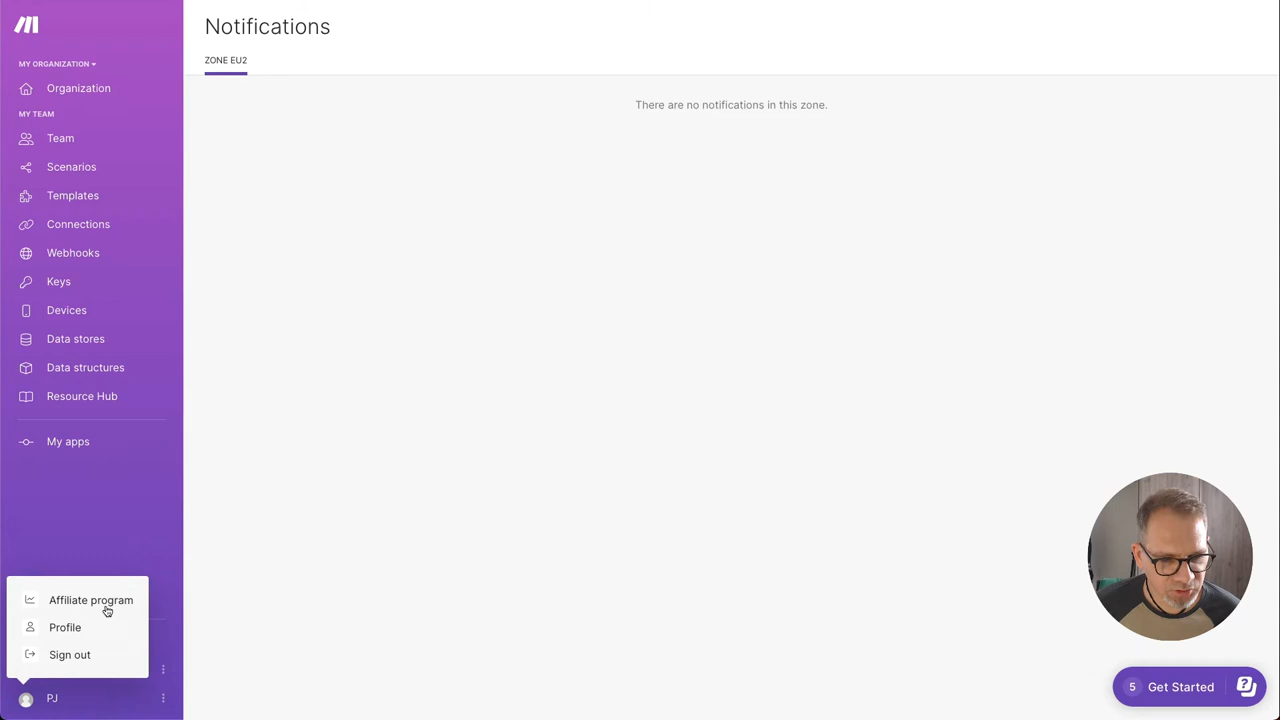 Notifications
ZONE EU2
There are no notifications in this zone.
MY ORGANIZATION
Organization
MY TEAM
Team
Scenarios
Templates
Connections
Webhooks
Keys
Devices
Data stores
Data structures
Resource Hub
My apps
Affiliate program
Profile
Sign out
PJ
5 Get Started ?